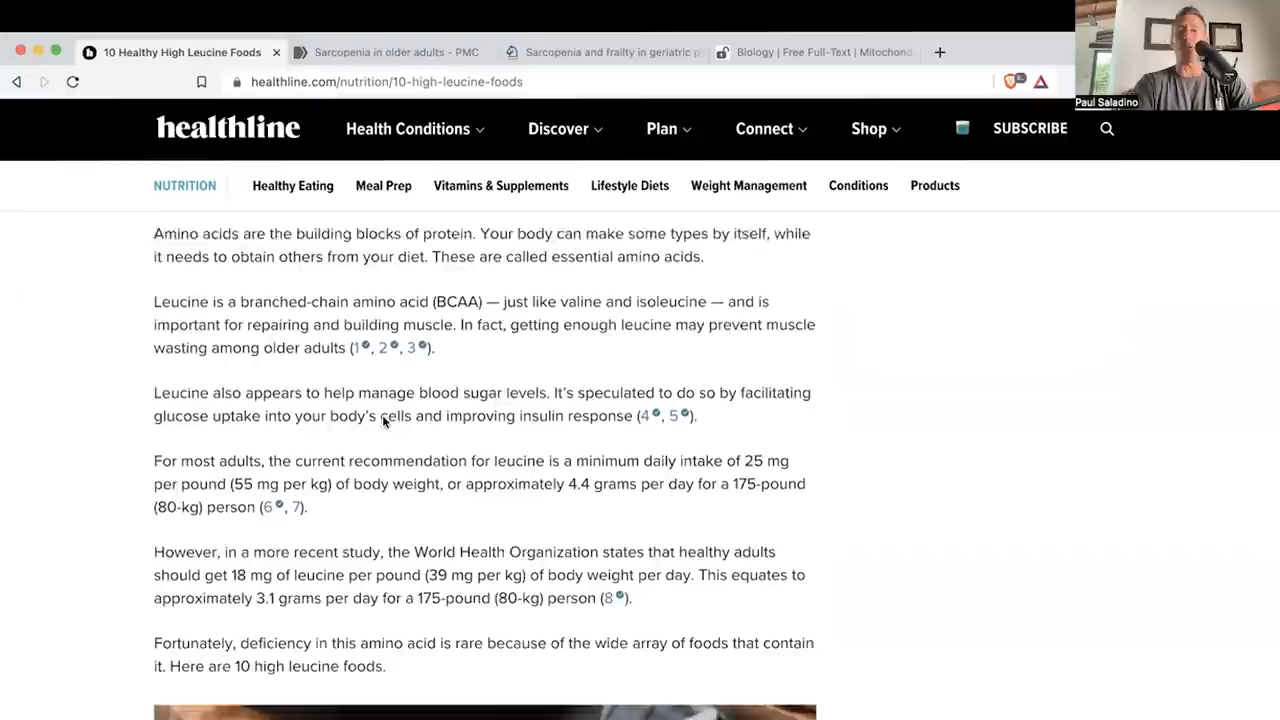 10 Healthy High Leucine Foods
Sarcopenia in older adults - PMC
Sarcopenia and frailty in geriatric p
Biology | Free Full-Text | Mitochond
healthline.com/nutrition/10-high-leucine-foods
Paul Saladino
healthline
Health Conditions
Discover
Plan
Connect
Shop
SUBSCRIBE
NUTRITION
Healthy Eating
Meal Prep
Vitamins & Supplements
Lifestyle Diets
Weight Management
Conditions
Products
Amino acids are the building blocks of protein. Your body can make some types by itself, while
it needs to obtain others from your diet. These are called essential amino acids.
Leucine is a branched-chain amino acid (BCAA) — just like valine and isoleucine — and is
important for repairing and building muscle. In fact, getting enough leucine may prevent muscle
wasting among older adults (1, 2, 3).
Leucine also appears to help manage blood sugar levels. It's speculated to do so by facilitating
glucose uptake into your body's cells and improving insulin response (4, 5).
For most adults, the current recommendation for leucine is a minimum daily intake of 25 mg
per pound (55 mg per kg) of body weight, or approximately 4.4 grams per day for a 175-pound
(80-kg) person (6, 7).
However, in a more recent study, the World Health Organization states that healthy adults
should get 18 mg of leucine per pound (39 mg per kg) of body weight per day. This equates to
approximately 3.1 grams per day for a 175-pound (80-kg) person (8).
Fortunately, deficiency in this amino acid is rare because of the wide array of foods that contain
it. Here are 10 high leucine foods.